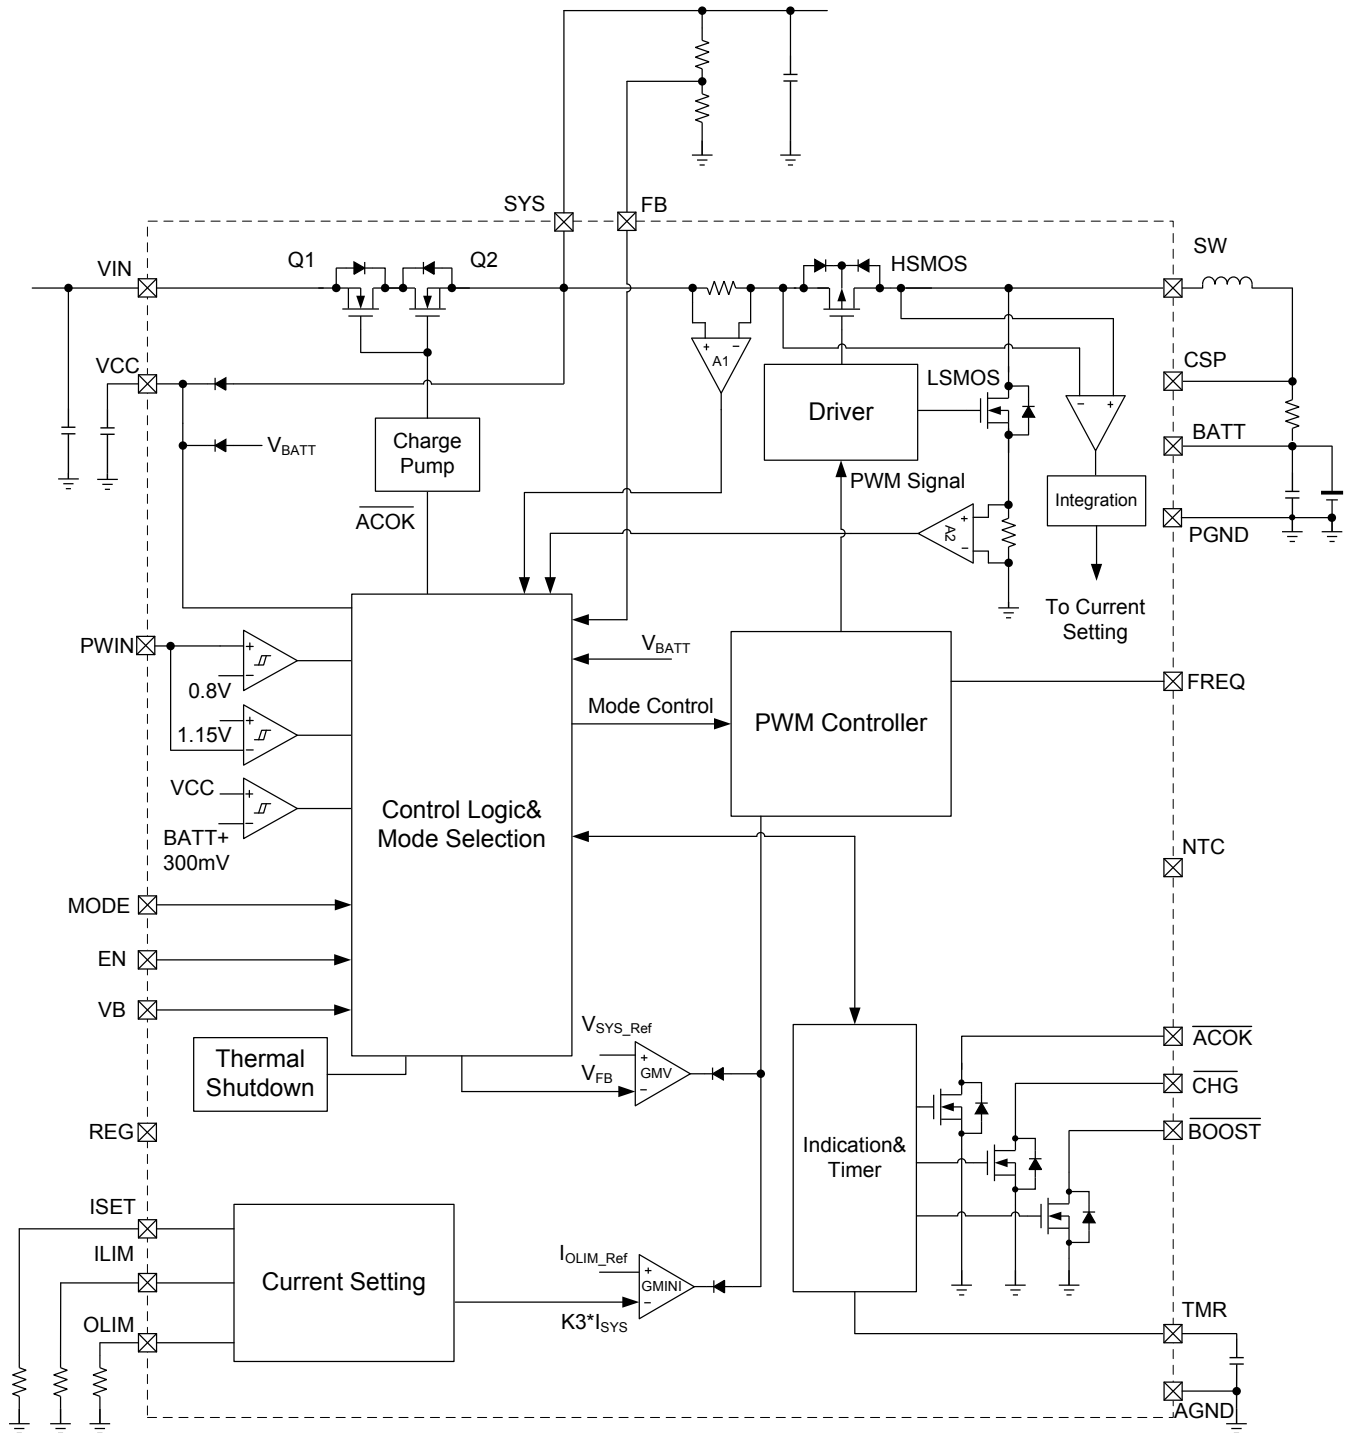 SYS
FB
SW
VIN
Q1
Q2
HSMOS
+
−
A1
VCC
CSP
LSMOS
−
+
Driver
BATT
Charge
Pump
V_BATT
PWM Signal
Integration
ACOK
+
A2
−
PGND
To Current
Setting
PWIN
+
−
0.8V
V_BATT
FREQ
Mode Control
PWM Controller
+
1.15V
−
VCC
+
−
BATT+
300mV
Control Logic&
Mode Selection
NTC
MODE
EN
VB
V_SYS_Ref
ACOK
Thermal
Shutdown
+
GMV
V_FB
−
CHG
REG
BOOST
Indication&
Timer
ISET
ILIM
Current Setting
I_OLIM_Ref
+
GMINI
−
K3*I_SYS
OLIM
TMR
AGND